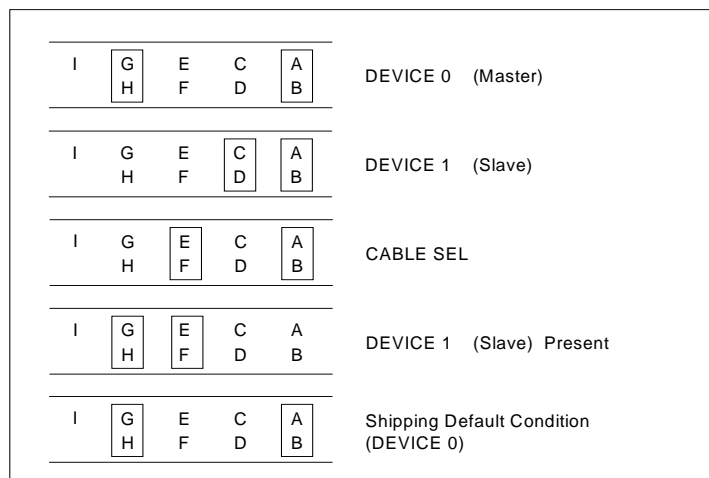 I G E C A
H F D B
DEVICE 0 (Master)
I G E C A
H F D B
DEVICE 1 (Slave)
I G E C A
H F D B
CABLE SEL
I G E C A
H F D B
DEVICE 1 (Slave) Present
I G E C A
H F D B
Shipping Default Condition
(DEVICE 0)